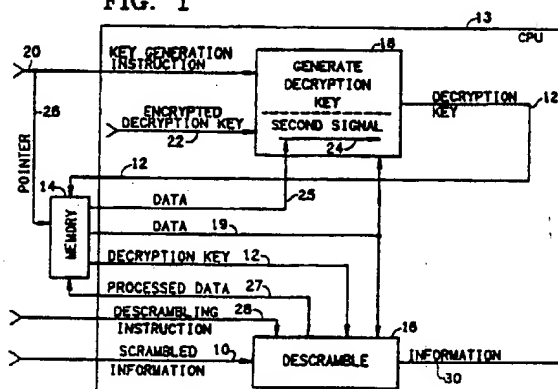 FIG. 1
13
CPU
20
KEY GENERATION
INSTRUCTION
18
GENERATE
DECRYPTION
KEY
SECOND SIGNAL
24
DECRYPTION
KEY
12
26
ENCRYPTED
DECRYPTION KEY
22
POINTER
12
14
DATA
25
MEMORY
DATA 19
DECRYPTION KEY 12
PROCESSED DATA 27
DESCRAMBLING 28
INSTRUCTION
16
SCRAMBLED 10
INFORMATION
DESCRAMBLE
INFORMATION
30